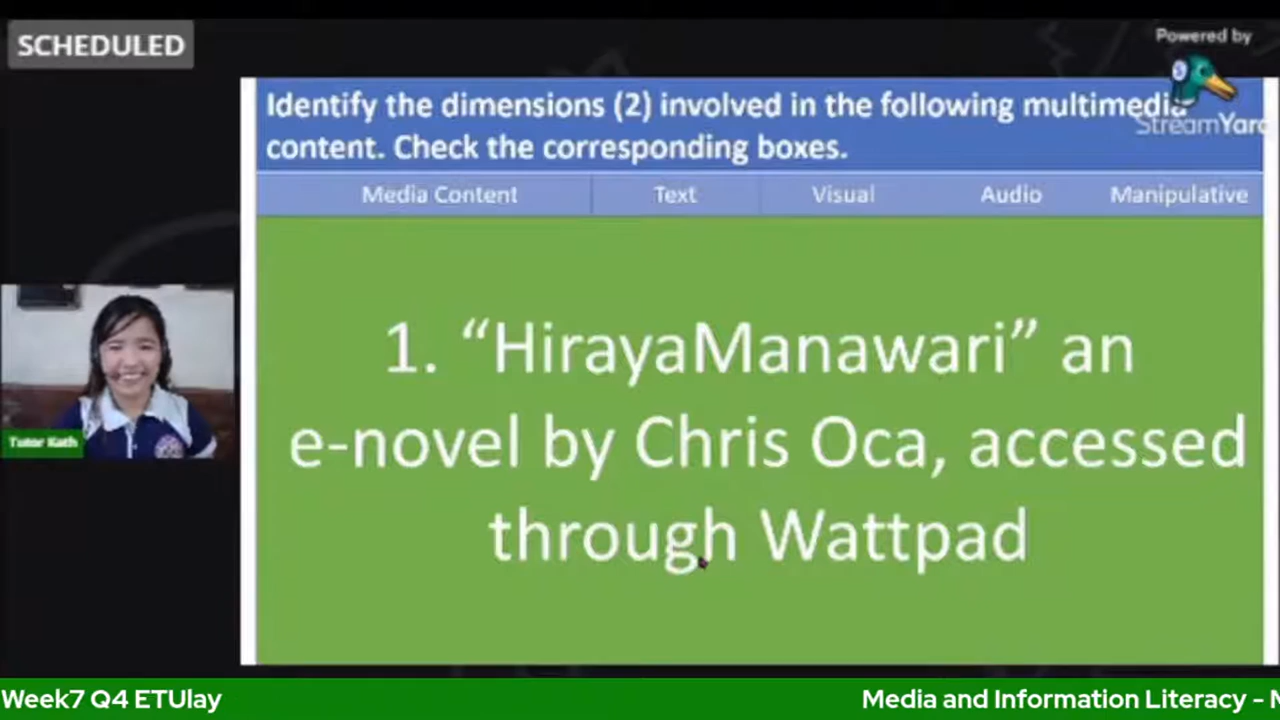 SCHEDULED
Powered by
StreamYard
Identify the dimensions (2) involved in the following multimedia
content. Check the corresponding boxes.
Media Content Text Visual Audio Manipulative
1. “HirayaManawari” an
e-novel by Chris Oca, accessed
through Wattpad
Tutor Kath
Week7 Q4 ETUlay
Media and Information Literacy -